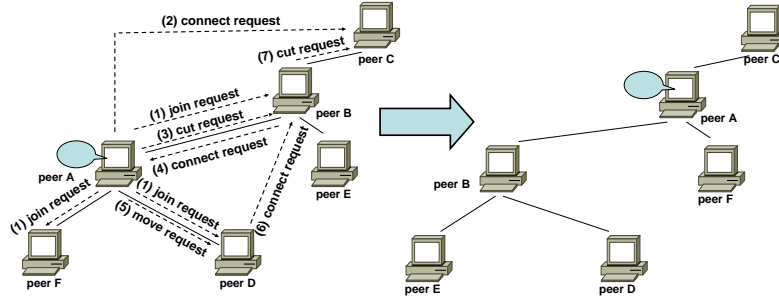 (2) connect request
(7) cut request
peer C
(1) join request
peer B
(3) cut request
(4) connect request
peer A
peer E
(1) join request
(1) join request
(5) move request
(6) connect request
peer F
peer D
peer C
peer A
peer B
peer F
peer E
peer D